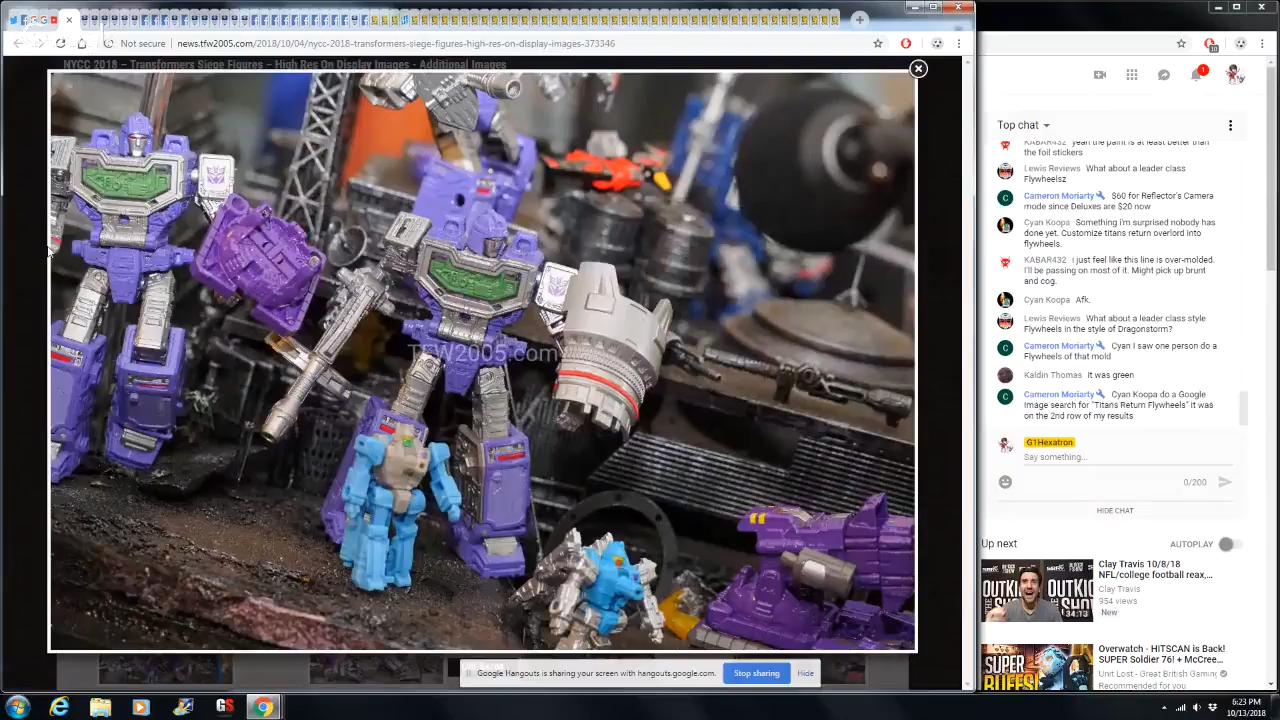 Not secure
news.tfw2005.com/2018/10/04/nycc-2018-transformers-siege-figures-high-res-on-display-images-373346
NYCC 2018 – Transformers Siege Figures – High Res On Display Images - Additional Images
TFW2005.com
Google Hangouts is sharing your screen with hangouts.google.com.
Stop sharing
Hide
10
1
Top chat
KABAR432 yeah the paint is at least better than
the foil stickers
Lewis Reviews What about a leader class
Flywheelsz
Cameron Moriarty $60 for Reflector's Camera
mode since Deluxes are $20 now
Cyan Koopa Something i'm surprised nobody has
done yet. Customize titans return overlord into
flywheels.
KABAR432 i just feel like this line is over-molded.
I'll be passing on most of it. Might pick up brunt
and cog.
Cyan Koopa Afk.
Lewis Reviews What about a leader class style
Flywheels in the style of Dragonstorm?
Cameron Moriarty Cyan I saw one person do a
Flywheels of that mold
Kaldin Thomas it was green
Cameron Moriarty Cyan Koopa do a Google
Image search for "Titans Return Flywheels" it was
on the 2nd row of my results
G1Hexatron
Say something...
0/200
HIDE CHAT
Up next
AUTOPLAY
OUTKICK
THE SHOW
34:13
Clay Travis 10/8/18
NFL/college football reax,...
Clay Travis
954 views
New
SUPER
BUFFS!
Overwatch - HITSCAN is Back!
SUPER Soldier 76! + McCree...
Unit Lost - Great British Gaming
Recommended for you
GS
6:23 PM
10/13/2018